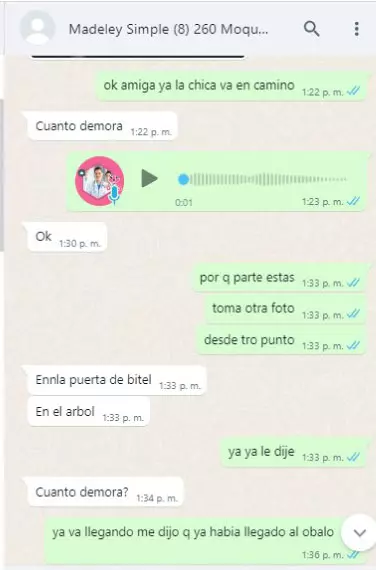 Madeley Simple (8) 260 Moqu...
ok amiga ya la chica va en camino 1:22 p. m.
Cuanto demora 1:22 p. m.
0:01 1:23 p. m.
Ok 1:30 p. m.
por q parte estas 1:33 p. m.
toma otra foto 1:33 p. m.
desde tro punto 1:33 p. m.
Ennla puerta de bitel 1:33 p. m.
En el arbol 1:33 p. m.
ya ya le dije 1:33 p. m.
Cuanto demora? 1:34 p. m.
ya va llegando me dijo q ya habia llegado al obalo
1:36 p. m.